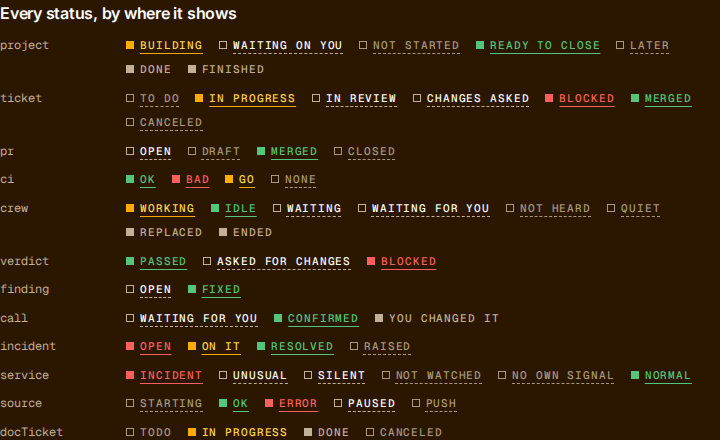 Every status, by where it shows
project BUILDING WAITING ON YOU NOT STARTED READY TO CLOSE LATER
DONE FINISHED
ticket TO DO IN PROGRESS IN REVIEW CHANGES ASKED BLOCKED MERGED
CANCELED
pr OPEN DRAFT MERGED CLOSED
ci OK BAD GO NONE
crew WORKING IDLE WAITING WAITING FOR YOU NOT HEARD QUIET
REPLACED ENDED
verdict PASSED ASKED FOR CHANGES BLOCKED
finding OPEN FIXED
call WAITING FOR YOU CONFIRMED YOU CHANGED IT
incident OPEN ON IT RESOLVED RAISED
service INCIDENT UNUSUAL SILENT NOT WATCHED NO OWN SIGNAL NORMAL
source STARTING OK ERROR PAUSED PUSH
docTicket TODO IN PROGRESS DONE CANCELED